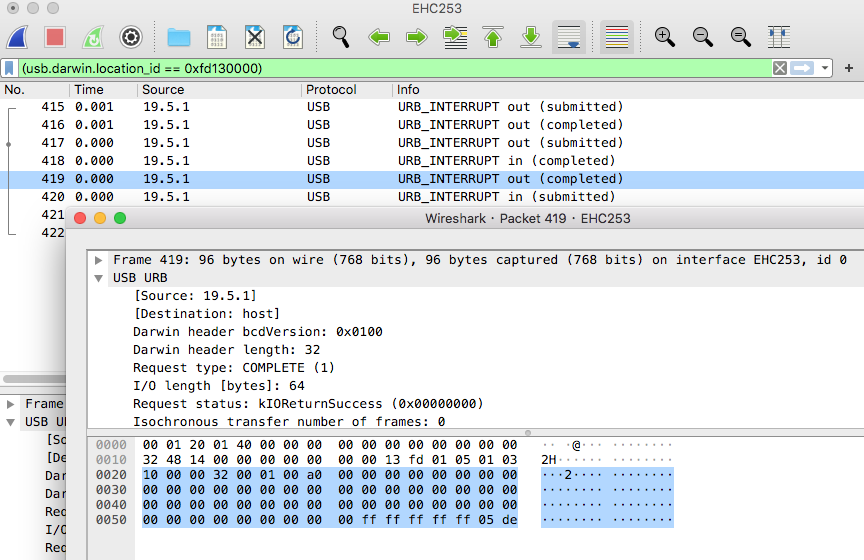 EHC253
(usb.darwin.location_id == 0xfd130000)
No. Time Source Protocol Info
415 0.001 19.5.1 USB URB_INTERRUPT out (submitted)
416 0.001 19.5.1 USB URB_INTERRUPT out (completed)
417 0.000 19.5.1 USB URB_INTERRUPT out (submitted)
418 0.000 19.5.1 USB URB_INTERRUPT in (completed)
419 0.000 19.5.1 USB URB_INTERRUPT out (completed)
420 0.000 19.5.1 USB URB_INTERRUPT in (submitted)
421
422
Wireshark · Packet 419 · EHC253
Frame 419: 96 bytes on wire (768 bits), 96 bytes captured (768 bits) on interface EHC253, id 0
USB URB
[Source: 19.5.1]
[Destination: host]
Darwin header bcdVersion: 0x0100
Darwin header length: 32
Request type: COMPLETE (1)
I/O length [bytes]: 64
Request status: kIOReturnSuccess (0x00000000)
Isochronous transfer number of frames: 0
Frame
USB U
[So
[De
Dar
Dar
Req
I/O
Req
0000 00 01 20 01 40 00 00 00 00 00 00 00 00 00 00 00 ·· ·@··· ········
0010 32 48 14 00 00 00 00 00 00 00 13 fd 01 05 01 03 2H······ ········
0020 10 00 00 32 00 01 00 a0 00 00 00 00 00 00 00 00 ···2···· ········
0030 00 00 00 00 00 00 00 00 00 00 00 00 00 00 00 00 ········ ········
0040 00 00 00 00 00 00 00 00 00 00 00 00 00 00 00 00 ········ ········
0050 00 00 00 00 00 00 00 00 00 ff ff ff ff ff 05 de ········ ········